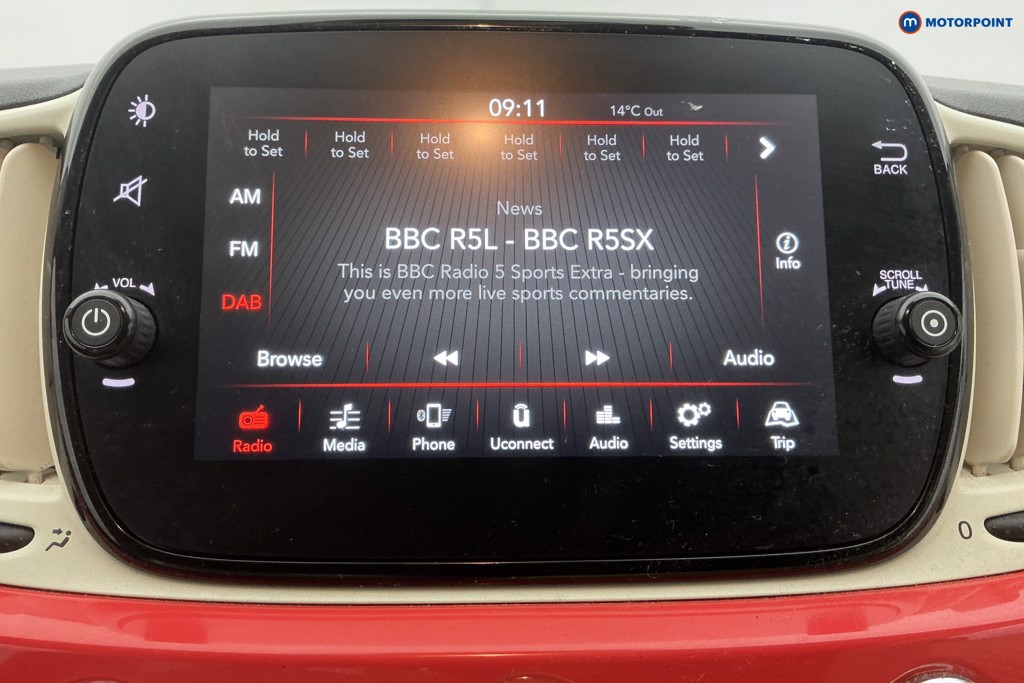 MOTORPOINT
09:11
14°C Out
Hold to Set
Hold to Set
Hold to Set
Hold to Set
Hold to Set
Hold to Set
BACK
AM
FM
DAB
News
BBC R5L - BBC R5SX
This is BBC Radio 5 Sports Extra - bringing
you even more live sports commentaries.
Info
VOL
SCROLL
TUNE
Browse
Audio
Radio
Media
Phone
Uconnect
Audio
Settings
Trip
0